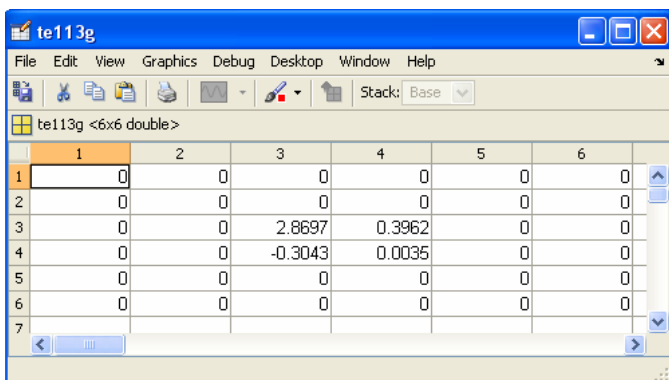 te113g
File Edit View Graphics Debug Desktop Window Help
Stack: Base
te113g <6x6 double>
1 2 3 4 5 6
1 0 0 0 0 0 0
2 0 0 0 0 0 0
3 0 0 2.8697 0.3962 0 0
4 0 0 -0.3043 0.0035 0 0
5 0 0 0 0 0 0
6 0 0 0 0 0 0
7